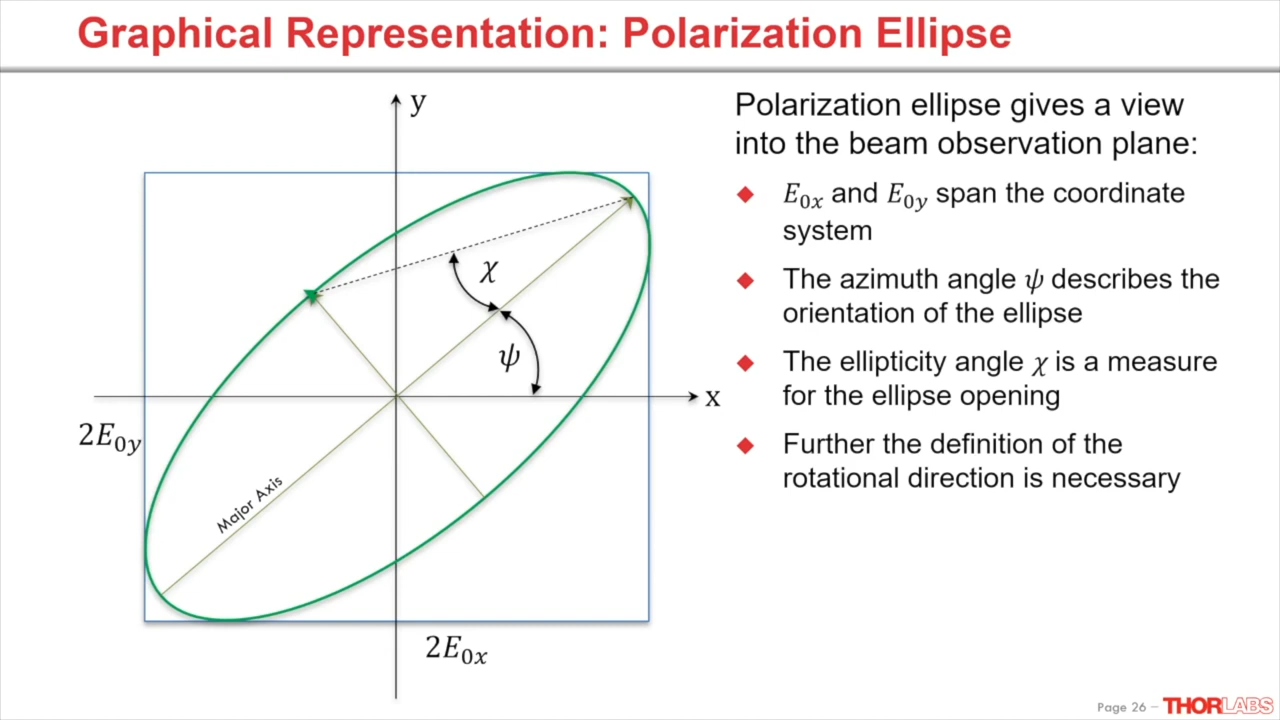 Graphical Representation: Polarization Ellipse
y
Polarization ellipse gives a view
into the beam observation plane:
E₀ₓ and E₀ᵧ span the coordinate
system
The azimuth angle ψ describes the
orientation of the ellipse
The ellipticity angle χ is a measure
for the ellipse opening
Further the definition of the
rotational direction is necessary
χ
ψ
x
2E₀ᵧ
Major Axis
2E₀ₓ
Page 26 – THORLABS